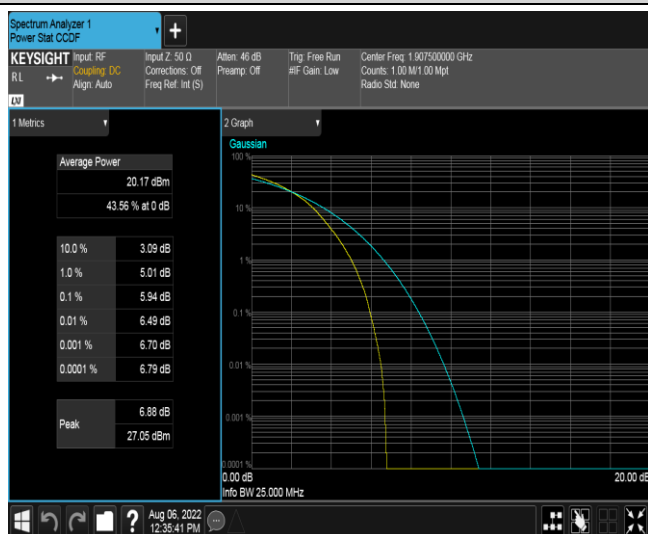 Spectrum Analyzer 1
Power Stat CCDF
+
KEYSIGHT
RL
LXI
Input: RF
Coupling: DC
Align: Auto
Input Z: 50 Ω
Corrections: Off
Freq Ref: Int (S)
Atten: 46 dB
Preamp: Off
Trig: Free Run
#IF Gain: Low
Center Freq: 1.907500000 GHz
Counts: 1.00 M/1.00 Mpt
Radio Std: None
1 Metrics
Average Power
20.17 dBm
43.56 % at 0 dB
10.0 % 3.09 dB
1.0 % 5.01 dB
0.1 % 5.94 dB
0.01 % 6.49 dB
0.001 % 6.70 dB
0.0001 % 6.79 dB
Peak
6.88 dB
27.05 dBm
2 Graph
Gaussian
100 %
10 %
1 %
0.1 %
0.01 %
0.001 %
0.0001 %
0.00 dB 20.00 dB
Info BW 25.000 MHz
?
Aug 06, 2022
12:35:41 PM